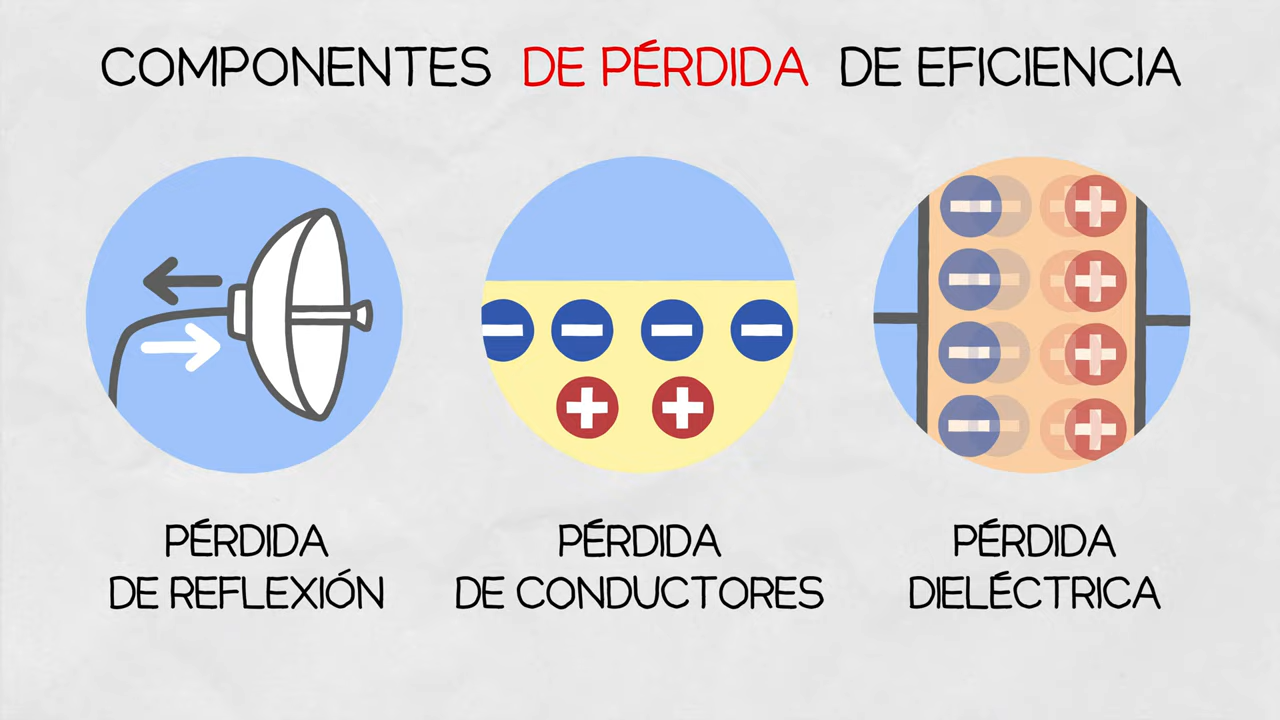 COMPONENTES DE PÉRDIDA DE EFICIENCIA
PÉRDIDA
DE REFLEXIÓN
PÉRDIDA
DE CONDUCTORES
PÉRDIDA
DIELÉCTRICA